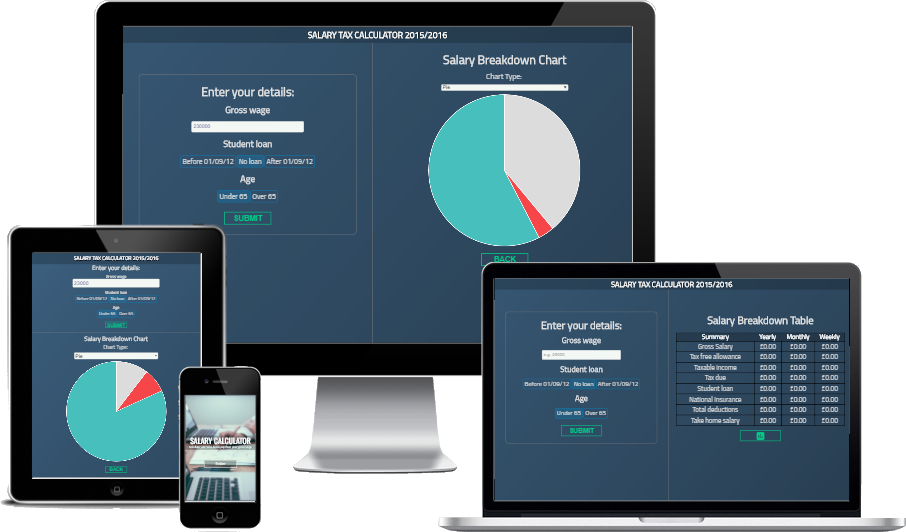 SALARY TAX CALCULATOR 2015/2016
Enter your details:
Gross wage
230000
Student loan
Before 01/09/12 No loan After 01/09/12
Age
Under 65 Over 65
SUBMIT
Salary Breakdown Chart
Chart Type:
Pie
BACK
SALARY TAX CALCULATOR 2015/2016
Enter your details:
Gross wage
23000
Student loan
Before 01/09/12 No loan After 01/09/12
Age
Under 65 Over 65
SUBMIT
Salary Breakdown Chart
Chart Type:
Pie
BACK
SALARY CALCULATOR
SALARY TAX CALCULATOR 2015/2016
Enter your details:
Gross wage
e.g. 25000
Student loan
Before 01/09/12 No loan After 01/09/12
Age
Under 65 Over 65
SUBMIT
Salary Breakdown Table
Summary Yearly Monthly Weekly
Gross Salary £0.00 £0.00 £0.00
Tax free allowance £0.00 £0.00 £0.00
Taxable income £0.00 £0.00 £0.00
Tax due £0.00 £0.00 £0.00
Student loan £0.00 £0.00 £0.00
National Insurance £0.00 £0.00 £0.00
Total deductions £0.00 £0.00 £0.00
Take home salary £0.00 £0.00 £0.00